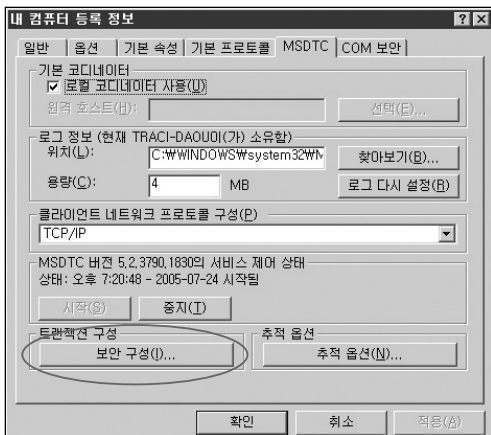 내 컴퓨터 등록 정보
일반 옵션 기본 속성 기본 프로토콜 MSDTC COM 보안
기본 코디네이터
로컬 코디네이터 사용(U)
원격 호스트(H): 선택(E)...
로그 정보 (현재 TRACI-DAOU이(가) 소유함)
위치(L): C:₩WINDOWS₩system32₩M 찾아보기(B)...
용량(C): 4 MB 로그 다시 설정(R)
클라이언트 네트워크 프로토콜 구성(P)
TCP/IP
MSDTC 버전 5.2.3790.1830의 서비스 제어 상태
상태: 오후 7:20:48 - 2005-07-24 시작됨
시작(S) 중지(T)
트랜잭션 구성 추적 옵션
보안 구성(I)... 추적 옵션(N)...
확인 취소 적용(A)